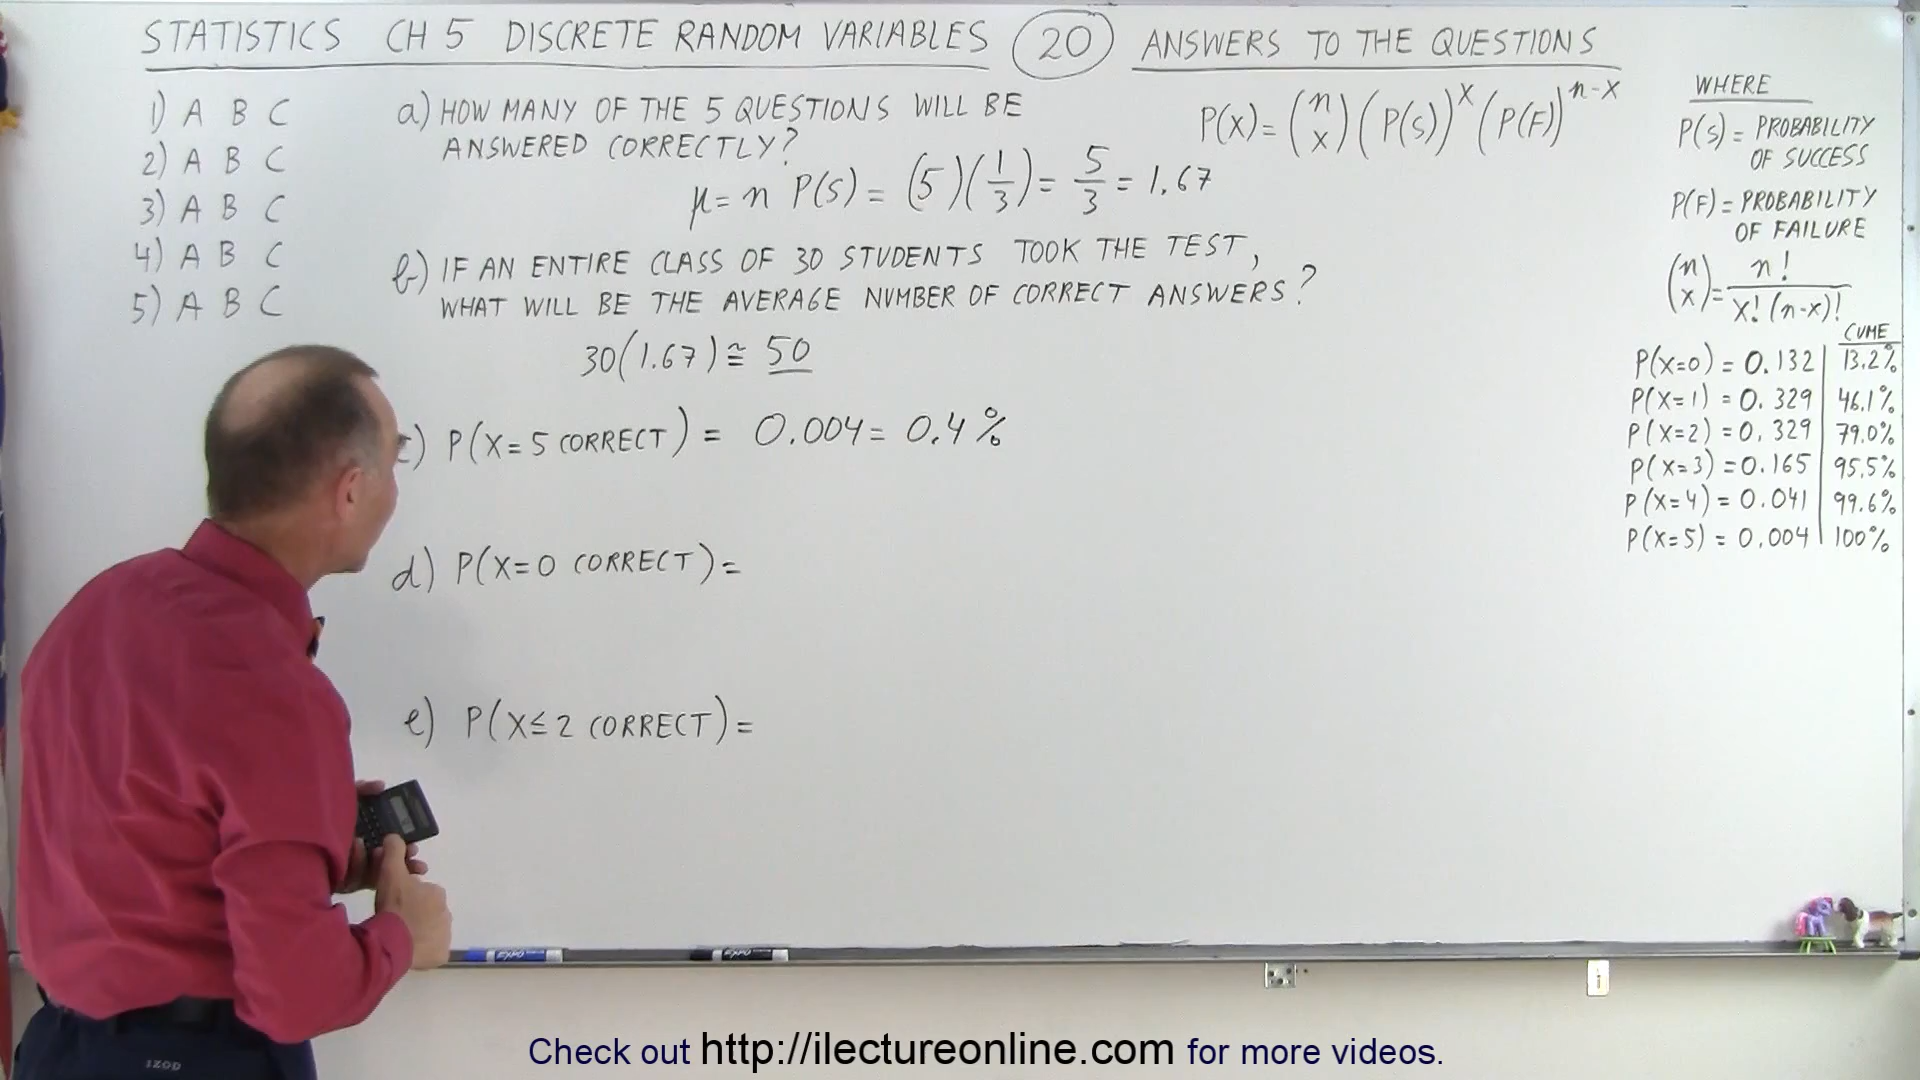 STATISTICS CH 5 DISCRETE RANDOM VARIABLES 20 ANSWERS TO THE QUESTIONS
1) A B C
2) A B C
3) A B C
4) A B C
5) A B C
a) HOW MANY OF THE 5 QUESTIONS WILL BE
ANSWERED CORRECTLY?
μ = n P(S) = (5)(1/3) = 5/3 = 1.67
b) IF AN ENTIRE CLASS OF 30 STUDENTS TOOK THE TEST,
WHAT WILL BE THE AVERAGE NUMBER OF CORRECT ANSWERS?
30(1.67) ≅ 50
c) P(X=5 CORRECT) = 0.004 = 0.4%
d) P(X=0 CORRECT) =
e) P(X≤2 CORRECT) =
P(X) = (n x) (P(S))^x (P(F))^n-x
WHERE
P(S) = PROBABILITY
OF SUCCESS
P(F) = PROBABILITY
OF FAILURE
(n x) = n! / x!(n-x)!
CUME
P(X=0) = 0.132 | 13.2%
P(X=1) = 0.329 | 46.1%
P(X=2) = 0.329 | 79.0%
P(X=3) = 0.165 | 95.5%
P(X=4) = 0.041 | 99.6%
P(X=5) = 0.004 | 100%
IZOD
EXPO
EXPO
Check out http://ilectureonline.com for more videos.